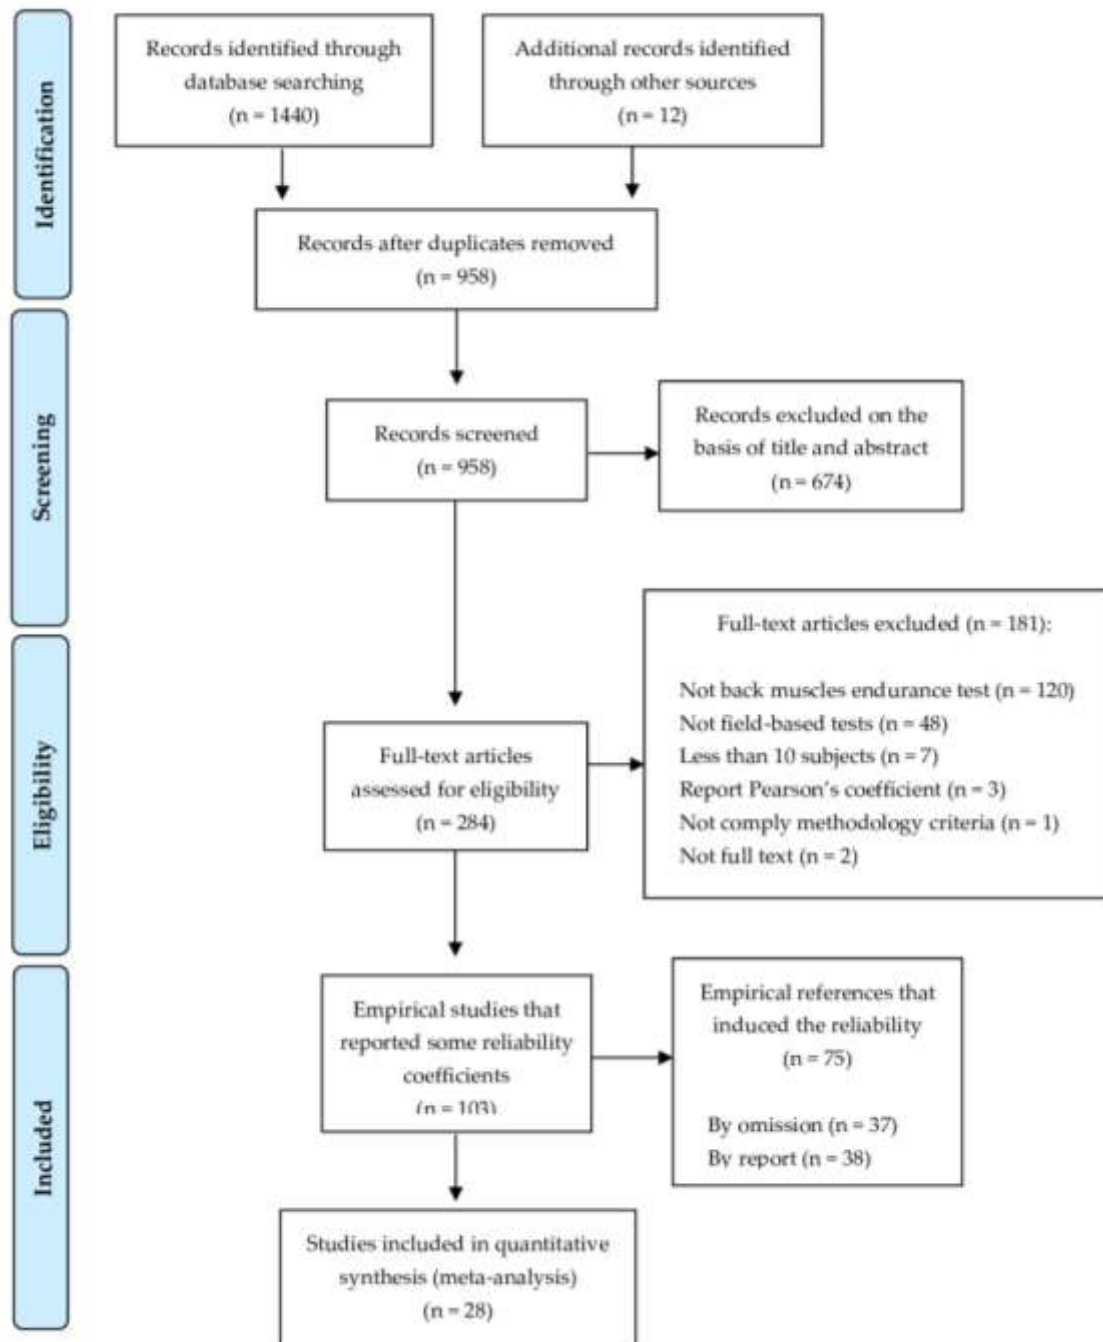 Identification
Records identified through
database searching
(n = 1440)
Additional records identified
through other sources
(n = 12)
Records after duplicates removed
(n = 958)
Screening
Records screened
(n = 958)
Records excluded on the
basis of title and abstract
(n = 674)
Eligibility
Full-text articles
assessed for eligibility
(n = 284)
Full-text articles excluded (n = 181):
Not back muscles endurance test (n = 120)
Not field-based tests (n = 48)
Less than 10 subjects (n = 7)
Report Pearson's coefficient (n = 3)
Not comply methodology criteria (n = 1)
Not full text (n = 2)
Included
Empirical studies that
reported some reliability
coefficients
(n = 103)
Empirical references that
induced the reliability
(n = 75)
By omission (n = 37)
By report (n = 38)
Studies included in quantitative
synthesis (meta-analysis)
(n = 28)